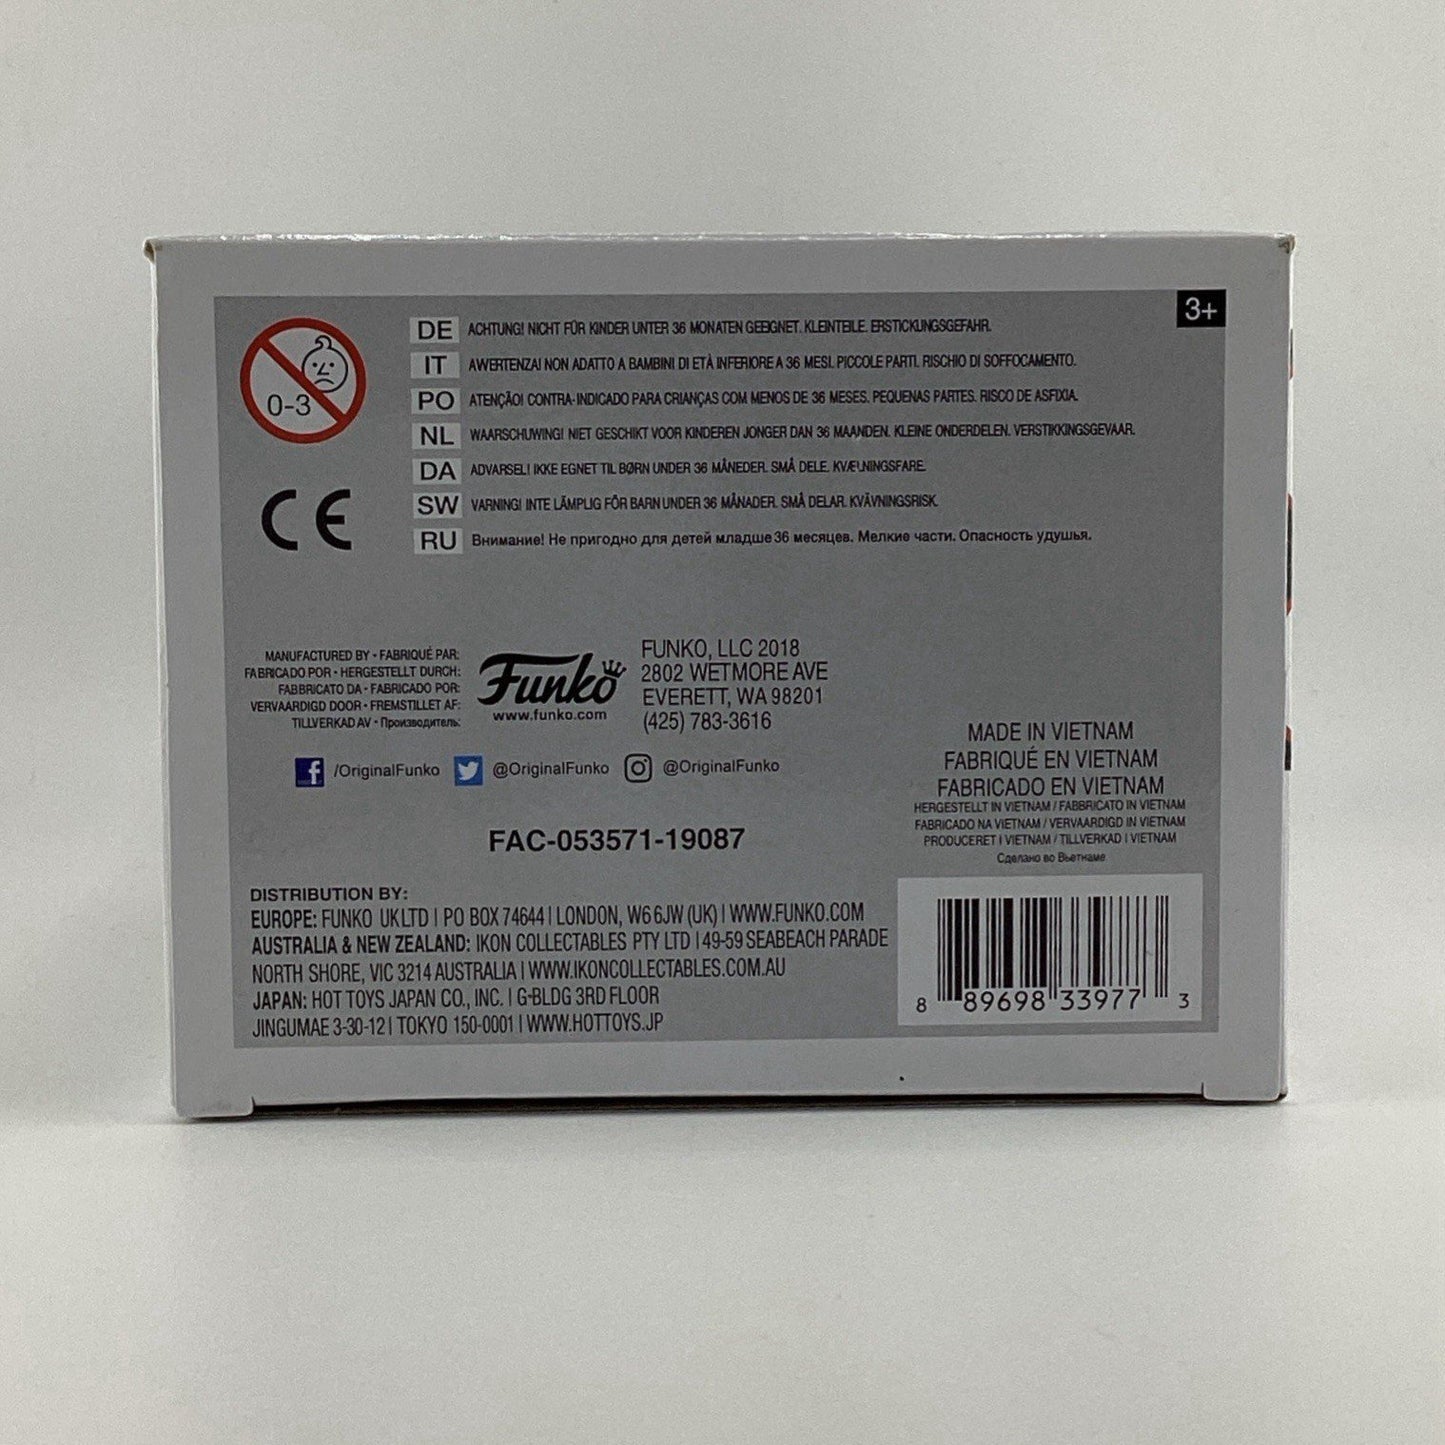 3+
0-3
DE ACHTUNG! NICHT FÜR KINDER UNTER 36 MONATEN GEEIGNET. KLEINTEILE. ERSTICKUNGSGEFAHR.
IT AWERTENZA! NON ADATTO A BAMBINI DI ETÀ INFERIORE A 36 MESI. PICCOLE PARTI. RISCHIO DI SOFFOCAMENTO.
PO ATENÇÃO! CONTRA-INDICADO PARA CRIANÇAS COM MENOS DE 36 MESES. PEQUENAS PARTES. RISCO DE ASFIXIA.
NL WAARSCHUWING! NIET GESCHIKT VOOR KINDEREN JONGER DAN 36 MAANDEN. KLEINE ONDERDELEN. VERSTIKKINGSGEVAAR.
DA ADVARSEL! IKKE EGNET TIL BØRN UNDER 36 MÅNEDER. SMÅ DELE. KVÆLNINGSFARE.
SW VARNING! INTE LÄMPLIG FÖR BARN UNDER 36 MÅNADER. SMÅ DELAR. KVÄVNINGSRISK.
RU Внимание! Не пригодно для детей младше 36 месяцев. Мелкие части. Опасность удушья.
CE
MANUFACTURED BY • FABRIQUÉ PAR:
FABRICADO POR • HERGESTELLT DURCH:
FABBRICATO DA • FABRICADO POR:
VERVAARDIGD DOOR • FREMSTILLET AF:
TILLVERKAD AV • Производитель:
Funko
www.funko.com
FUNKO, LLC 2018
2802 WETMORE AVE
EVERETT, WA 98201
(425) 783-3616
/OriginalFunko @OriginalFunko @OriginalFunko
MADE IN VIETNAM
FABRIQUÉ EN VIETNAM
FABRICADO EN VIETNAM
HERGESTELLT IN VIETNAM / FABBRICATO IN VIETNAM
FABRICADO NA VIETNAM / VERVAARDIGD IN VIETNAM
PRODUCERET I VIETNAM / TILLVERKAD I VIETNAM
Сделано во Вьетнаме
FAC-053571-19087
DISTRIBUTION BY:
EUROPE: FUNKO UK LTD | PO BOX 74644 | LONDON, W6 6JW (UK) | WWW.FUNKO.COM
AUSTRALIA & NEW ZEALAND: IKON COLLECTABLES PTY LTD | 49-59 SEABEACH PARADE
NORTH SHORE, VIC 3214 AUSTRALIA | WWW.IKONCOLLECTABLES.COM.AU
JAPAN: HOT TOYS JAPAN CO., INC. | G-BLDG 3RD FLOOR
JINGUMAE 3-30-12 | TOKYO 150-0001 | WWW.HOTTOYS.JP
8 89698 33977 3